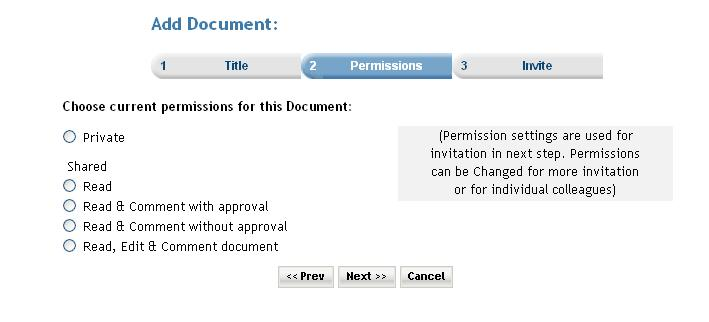 Add Document:
1 Title 2 Permissions 3 Invite
Choose current permissions for this Document:
Private
Shared
Read
Read & Comment with approval
Read & Comment without approval
Read, Edit & Comment document
(Permission settings are used for
invitation in next step. Permissions
can be Changed for more invitation
or for individual colleagues)
<< Prev Next >> Cancel